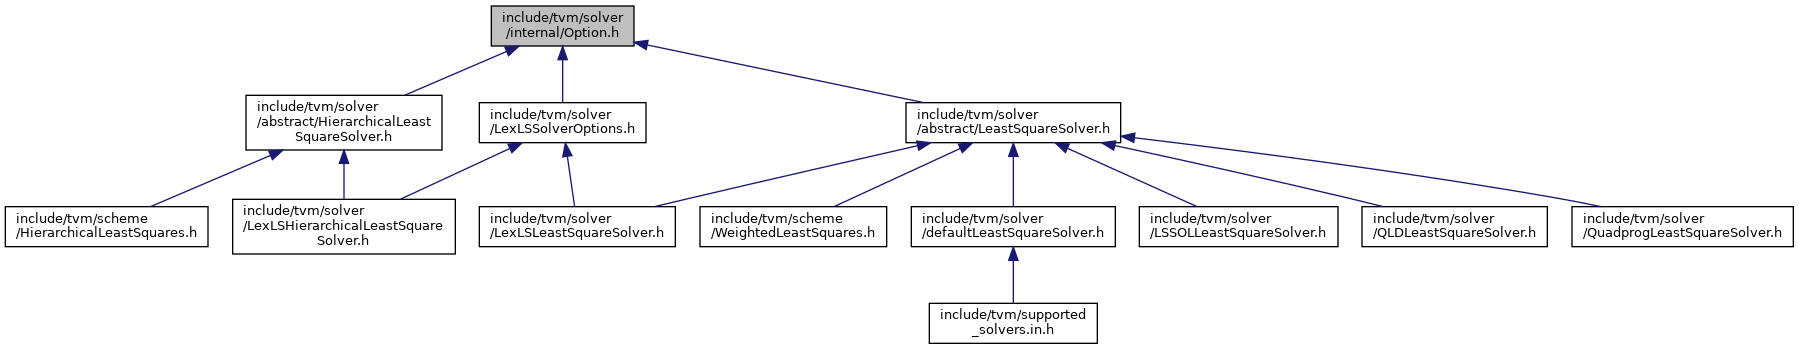 include/tvm/solver
/internal/Option.h
include/tvm/solver
/abstract/HierarchicalLeast
SquareSolver.h
include/tvm/solver
/LexLSSolverOptions.h
include/tvm/solver
/abstract/LeastSquareSolver.h
include/tvm/scheme
/HierarchicalLeastSquares.h
include/tvm/solver
/LexLSHierarchicalLeastSquare
Solver.h
include/tvm/solver
/LexLSLeastSquareSolver.h
include/tvm/scheme
/WeightedLeastSquares.h
include/tvm/solver
/defaultLeastSquareSolver.h
include/tvm/solver
/LSSOLLeastSquareSolver.h
include/tvm/solver
/QLDLeastSquareSolver.h
include/tvm/solver
/QuadprogLeastSquareSolver.h
include/tvm/supported
_solvers.in.h